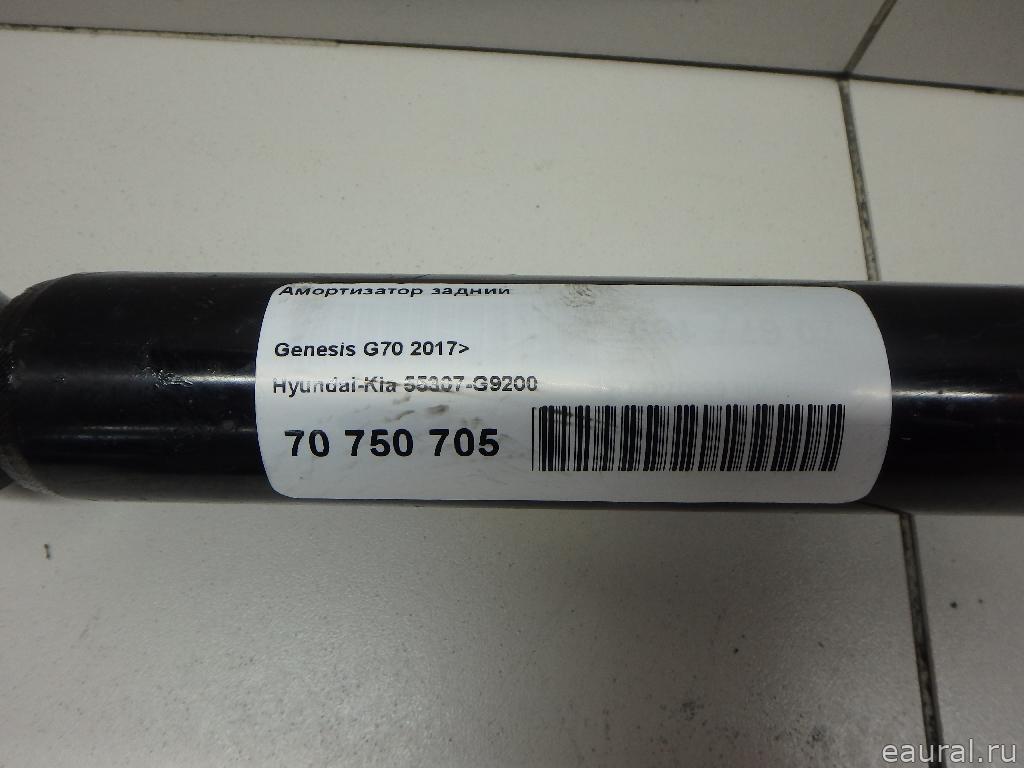 Амортизатор задний
Genesis G70 2017>
Hyundai-Kia 55307-G9200
70 750 705
eaural.ru